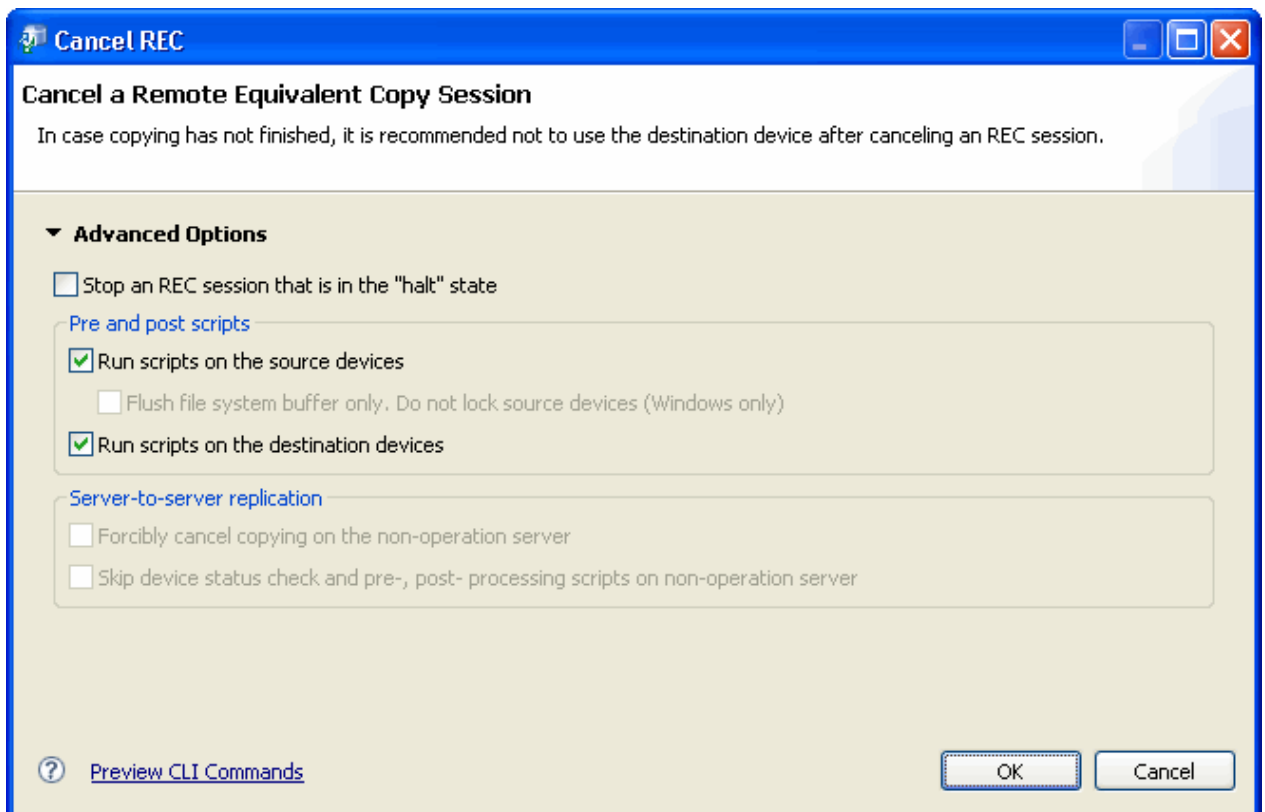 Cancel REC
Cancel a Remote Equivalent Copy Session
In case copying has not finished, it is recommended not to use the destination device after canceling an REC session.
Advanced Options
Stop an REC session that is in the "halt" state
Pre and post scripts
Run scripts on the source devices
Flush file system buffer only. Do not lock source devices (Windows only)
Run scripts on the destination devices
Server-to-server replication
Forcibly cancel copying on the non-operation server
Skip device status check and pre-, post- processing scripts on non-operation server
? Preview CLI Commands OK Cancel